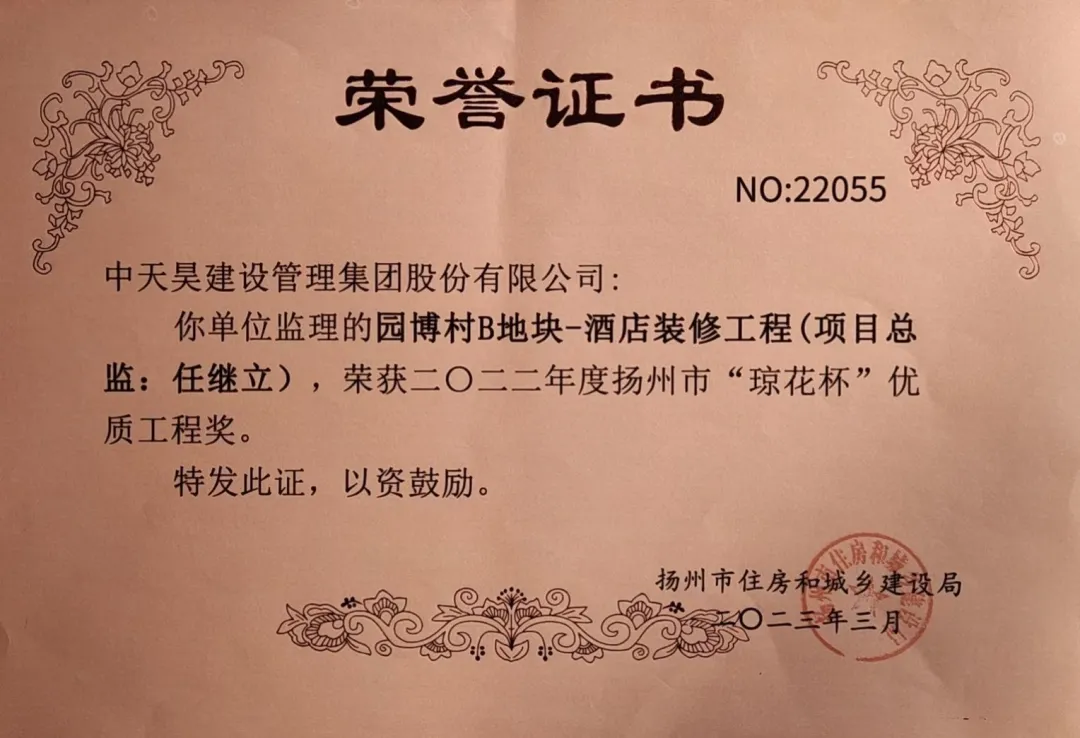 荣誉证书
NO:22055
中天昊建设管理集团股份有限公司:
你单位监理的园博村B地块-酒店装修工程(项目总
监：任继立），荣获二〇二二年度扬州市“琼花杯”优
质工程奖。
特发此证，以资鼓励。
扬州市住房和城乡建设局
二〇二三年三月